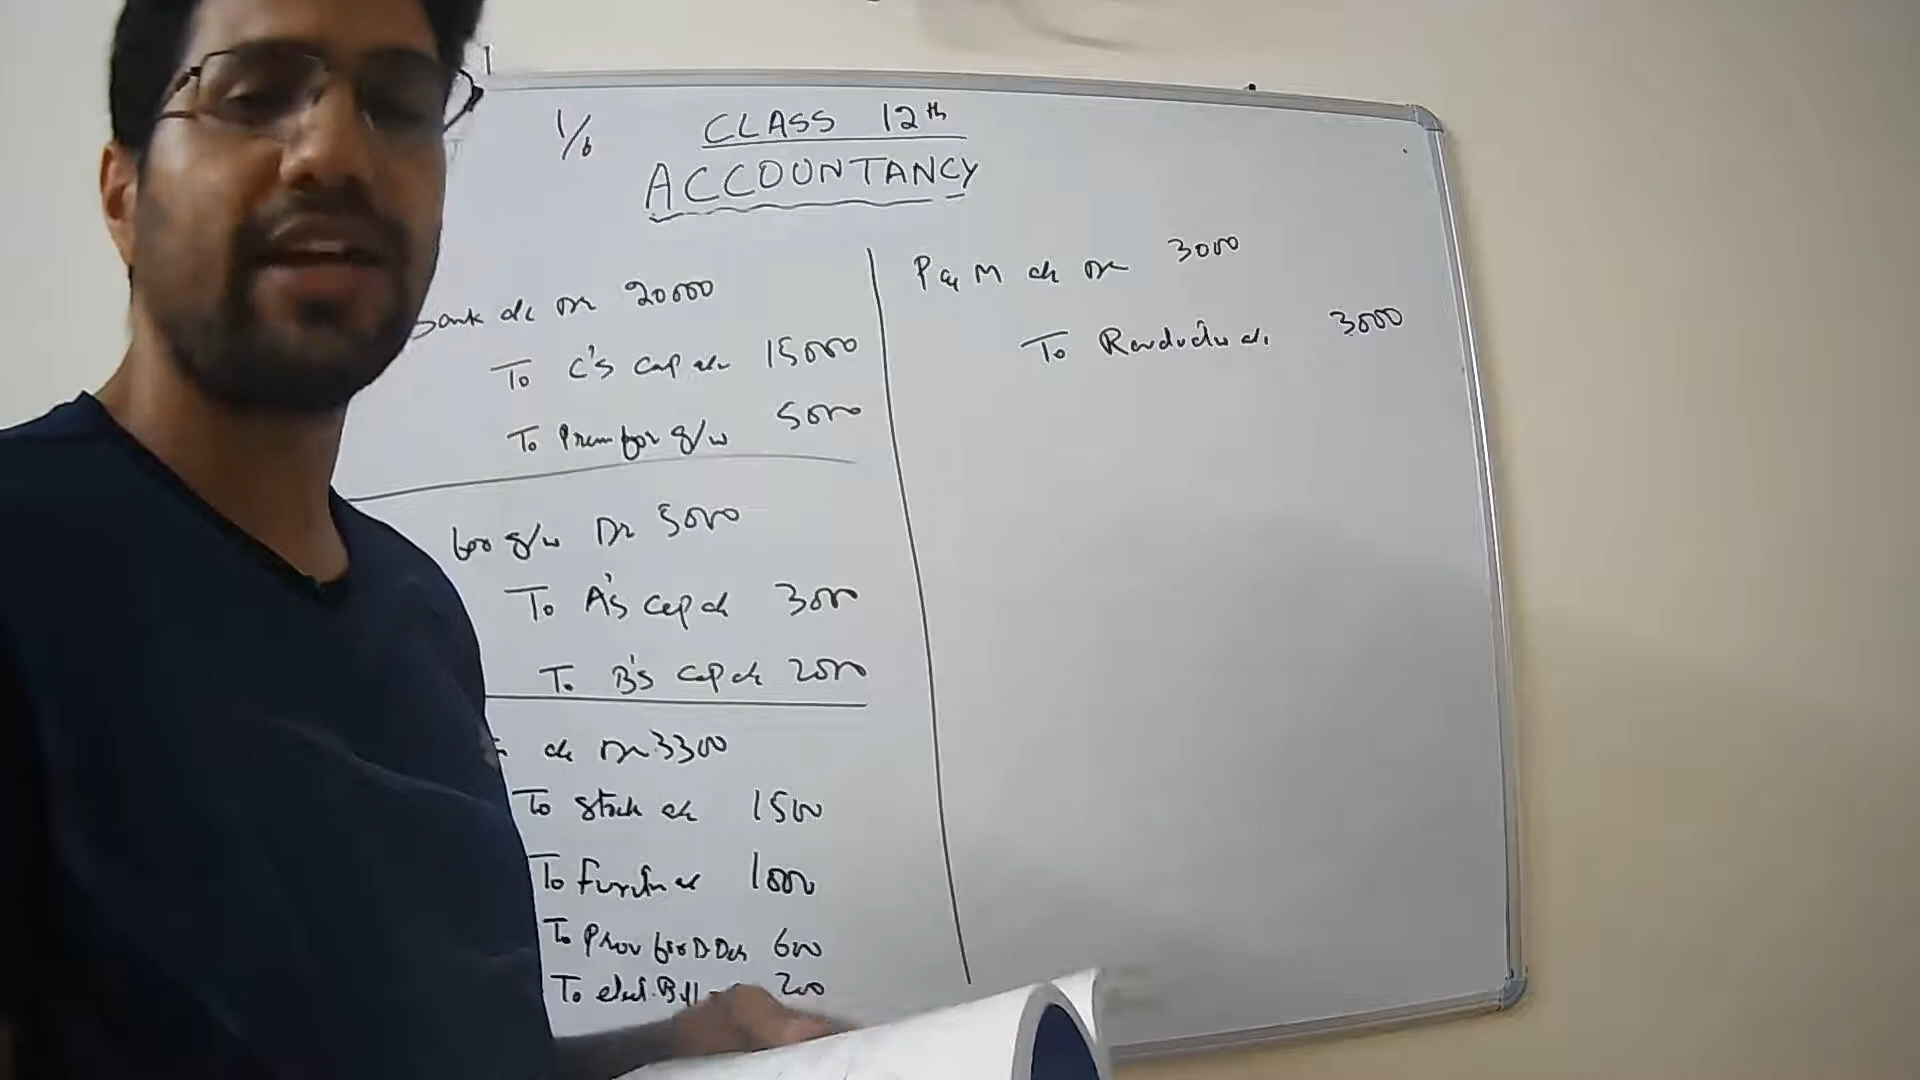 1/6
CLASS 12th
ACCOUNTANCY
Bank a/c Dr 20000
To C's cap a/c 15000
To Prem for g/w 5000
for g/w Dr 5000
To A's cap a/c 3000
To B's cap a/c 2000
a/c Dr 3300
To Stock a/c 1500
To Furn a/c 1000
To Prov for D Debts 600
To elect. Bill 200
P & M a/c Dr 3000
To Revaluation a/c 3000